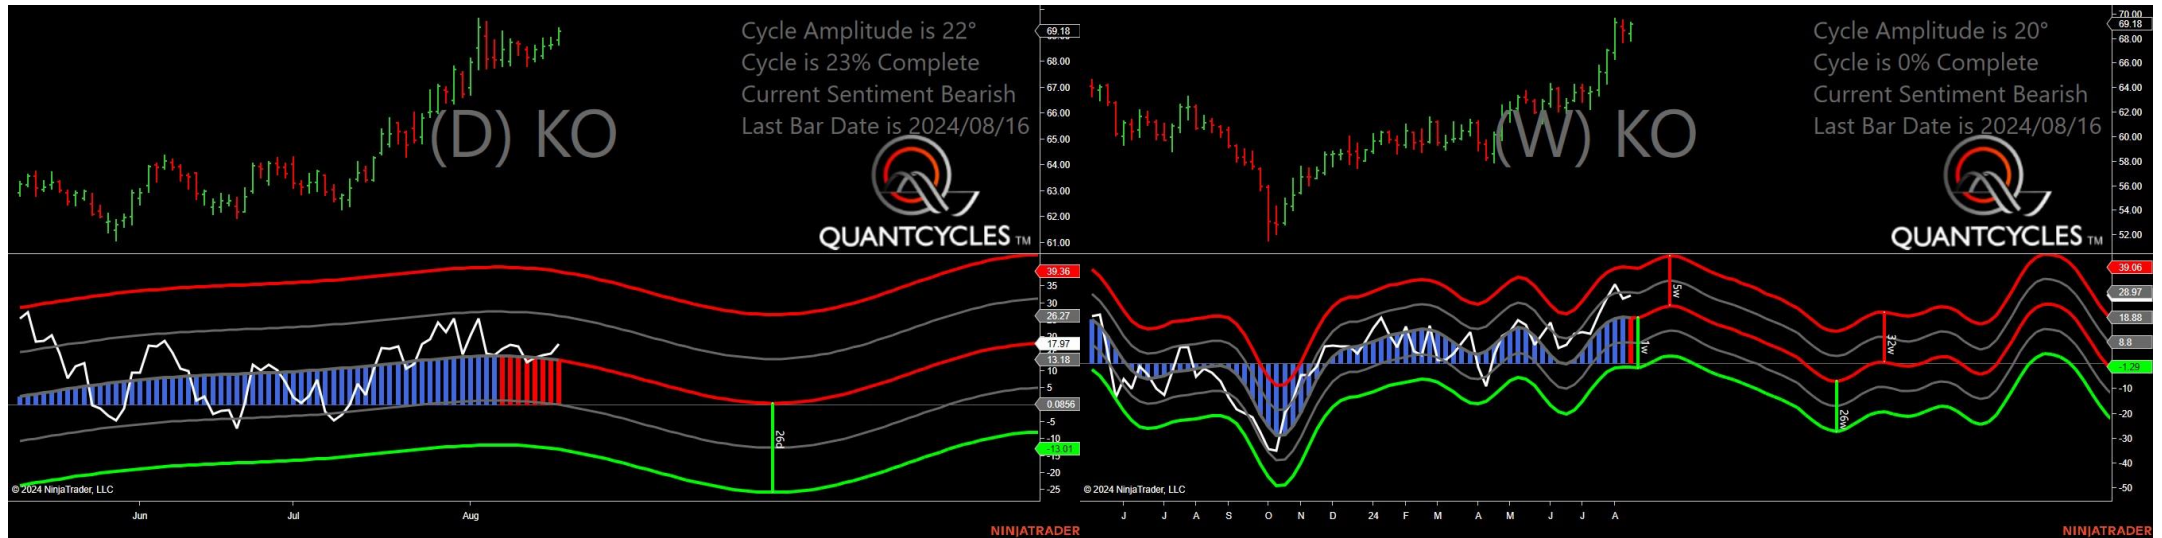 Cycle Amplitude is 22°
Cycle is 23% Complete
Current Sentiment Bearish
Last Bar Date is 2024/08/16
(D) KO
QUANTCYCLES TM
69.18
68.00
67.00
66.00
65.00
64.00
63.00
62.00
61.00
39.36
35
30
26.27
17.97
13.18
10
5
0.0856
-5
-10
-13.01
-20
-25
26d
© 2024 NinjaTrader, LLC
Jun
Jul
Aug
NINJATRADER
Cycle Amplitude is 20°
Cycle is 0% Complete
Current Sentiment Bearish
Last Bar Date is 2024/08/16
(W) KO
QUANTCYCLES TM
70.00
69.18
68.00
66.00
64.00
62.00
60.00
58.00
56.00
54.00
52.00
39.06
28.97
18.88
8.8
-1.29
-10
-20
-30
-40
-50
5w
1w
32w
26w
© 2024 NinjaTrader, LLC
J J A S O N D 24 F M A M J J A
NINJATRADER